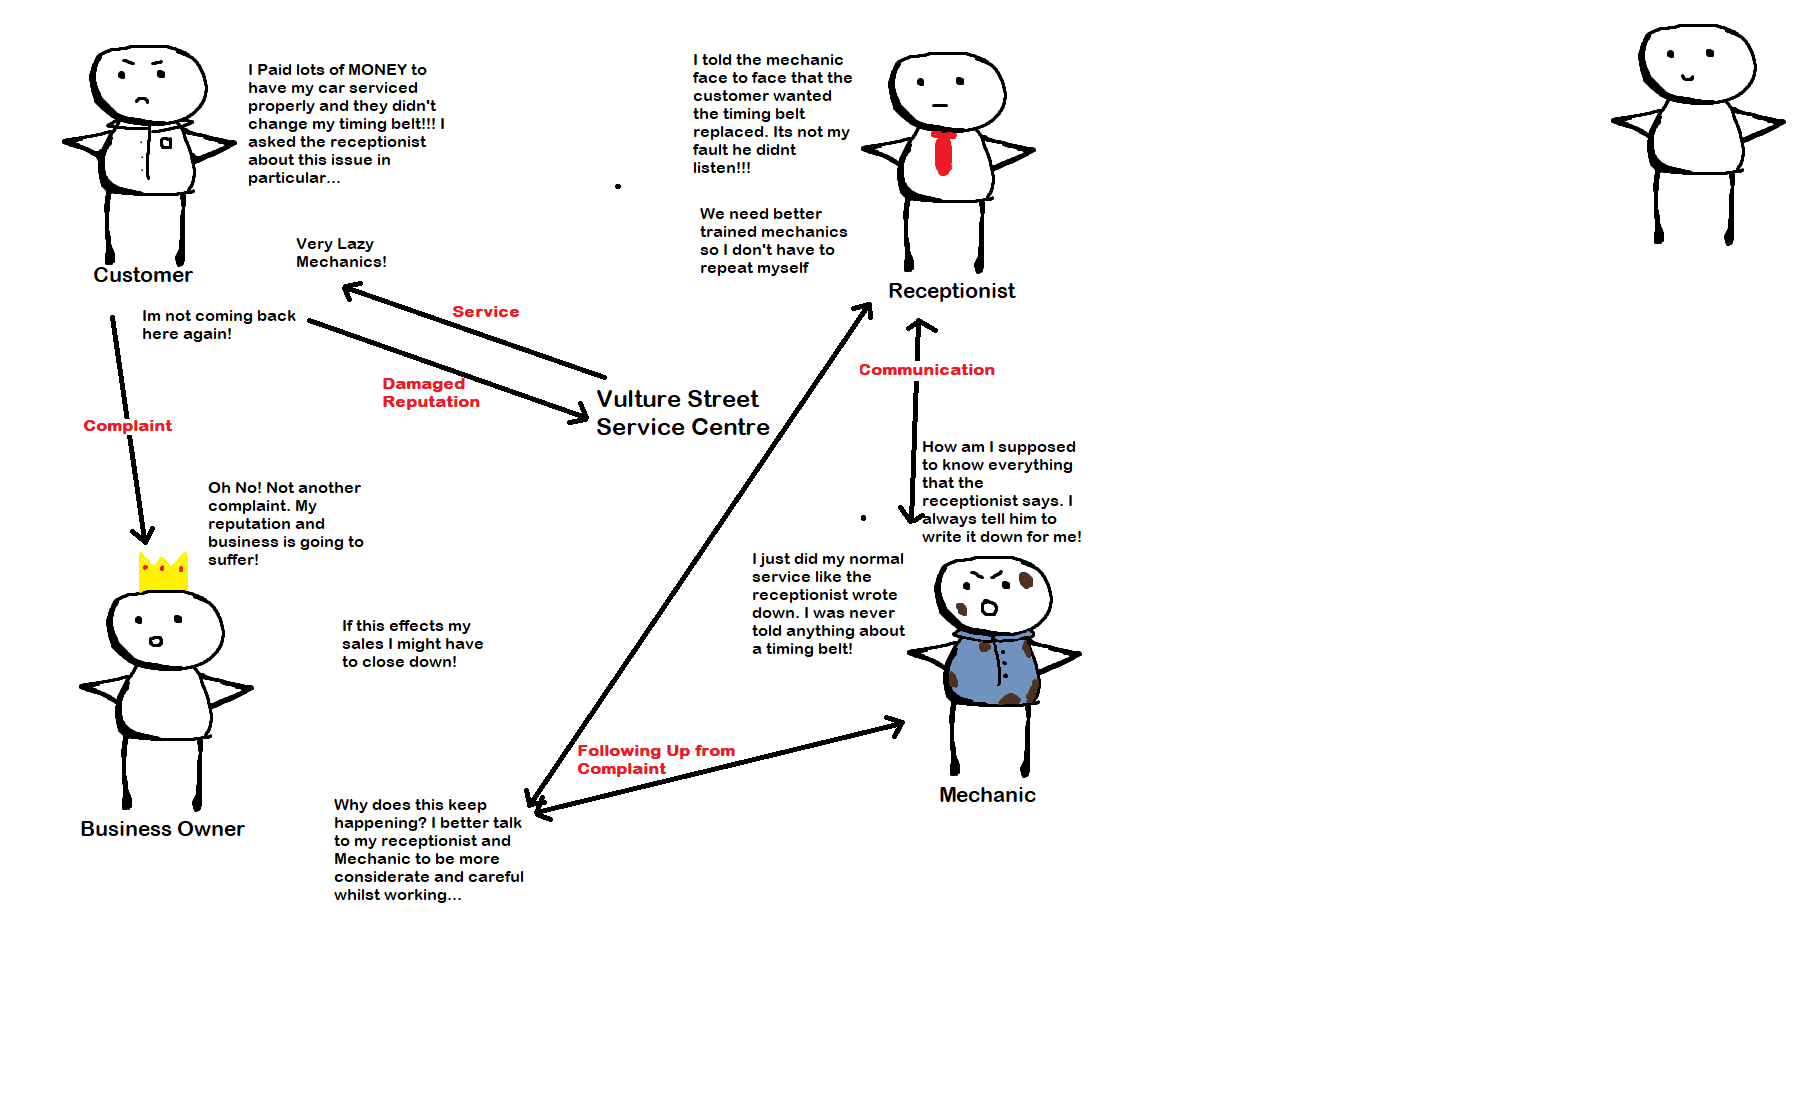 I Paid lots of MONEY to
have my car serviced
properly and they didn't
change my timing belt!!! I
asked the receptionist
about this issue in
particular...
Very Lazy
Mechanics!
Customer
Im not coming back
here again!
I told the mechanic
face to face that the
customer wanted
the timing belt
replaced. Its not my
fault he didnt
listen!!!
We need better
trained mechanics
so I don't have to
repeat myself
Receptionist
Service
Damaged
Reputation
Vulture Street
Service Centre
Communication
Complaint
How am I supposed
to know everything
that the
receptionist says. I
always tell him to
write it down for me!
Oh No! Not another
complaint. My
reputation and
business is going to
suffer!
I just did my normal
service like the
receptionist wrote
down. I was never
told anything about
a timing belt!
If this effects my
sales I might have
to close down!
Following Up from
Complaint
Mechanic
Business Owner
Why does this keep
happening? I better talk
to my receptionist and
Mechanic to be more
considerate and careful
whilst working...